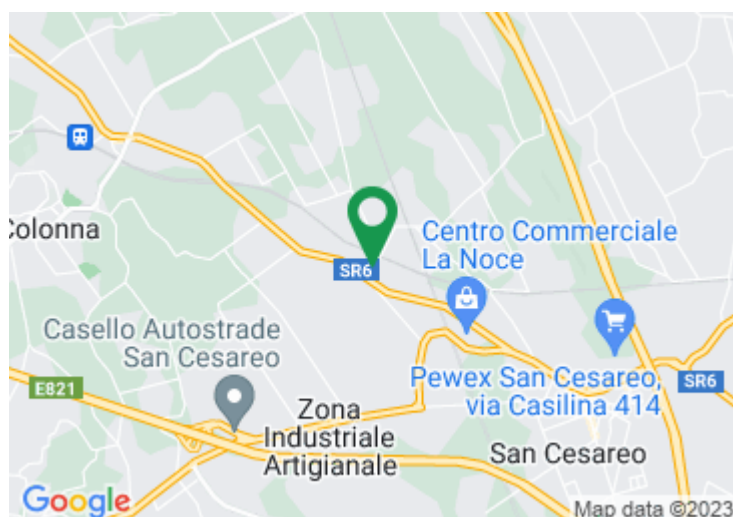 Colonna
Centro Commerciale
La Noce
SR6
Casello Autostrade
San Cesareo
E821
Pewex San Cesareo,
via Casilina 414
SR6
Zona
Industriale
Artigianale
San Cesareo
Google
Map data ©2023